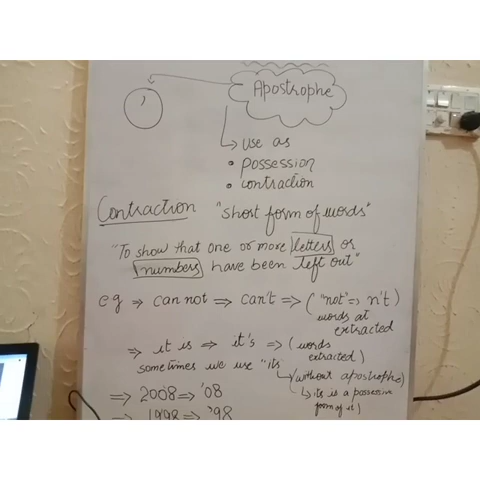 '
Apostrophe
→ use as
• possession
• contraction
Contraction "short form of words"
"To show that one or more letters or
numbers have been left out"
eg ⇒ can not ⇒ can't ⇒ ("not" ⇒ n't)
words at
extracted
⇒ it is ⇒ it's ⇒ (words
extracted)
sometimes we use "its
(without apostrophe)
→ its is a possessive
form of it)
⇒ 2008 ⇒ '08
⇒ 1998 ⇒ '98